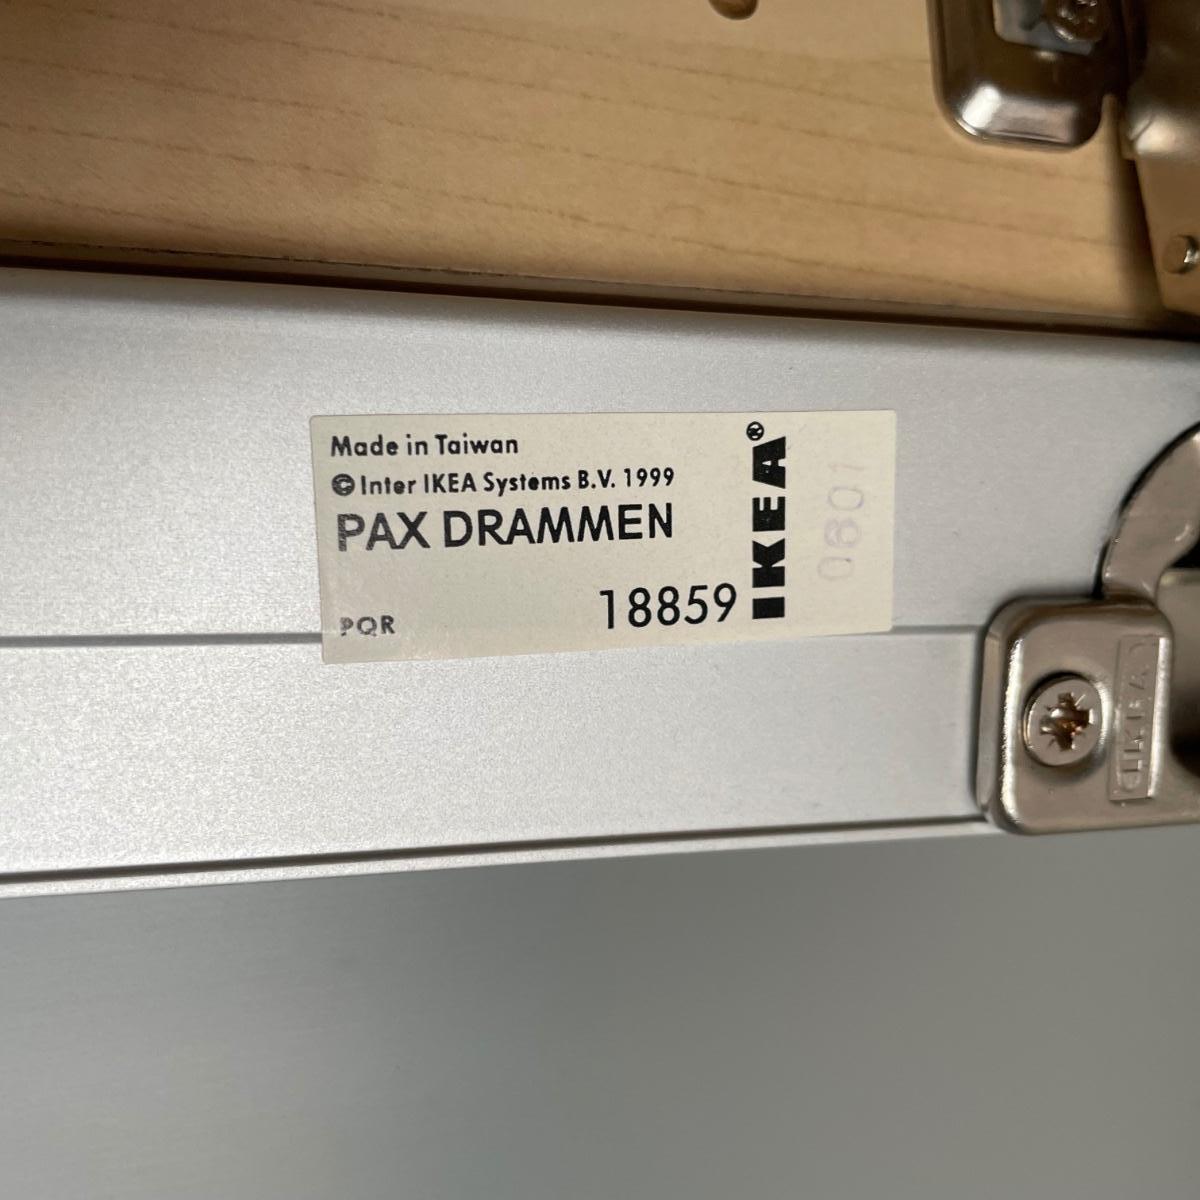 Made in Taiwan
© Inter IKEA Systems B.V. 1999
PAX DRAMMEN
18859
PQR
IKEA®
0601
IKEA